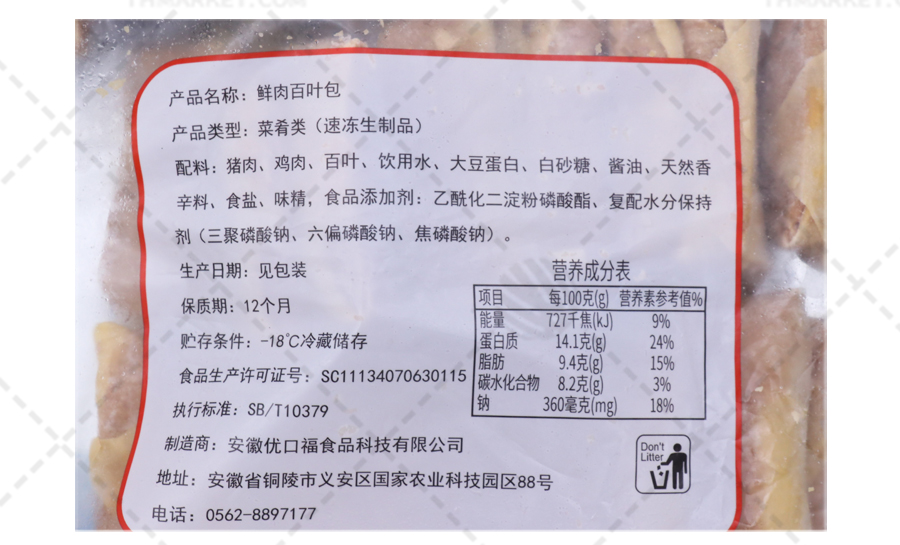 产品名称：鲜肉百叶包
产品类型：菜肴类（速冻生制品）
配料：猪肉、鸡肉、百叶、饮用水、大豆蛋白、白砂糖、酱油、天然香
辛料、食盐、味精，食品添加剂：乙酰化二淀粉磷酸酯、复配水分保持
剂（三聚磷酸钠、六偏磷酸钠、焦磷酸钠）。
生产日期：见包装
保质期：12个月
贮存条件：-18℃冷藏储存
食品生产许可证号：SC11134070630115
执行标准：SB/T10379
制造商：安徽优口福食品科技有限公司
地址：安徽省铜陵市义安区国家农业科技园区88号
电话：0562-8897177
营养成分表
项目 每100克(g) 营养素参考值%
能量 727千焦(kJ) 9%
蛋白质 14.1克(g) 24%
脂肪 9.4克(g) 15%
碳水化合物 8.2克(g) 3%
钠 360毫克(mg) 18%
Don't
Litter